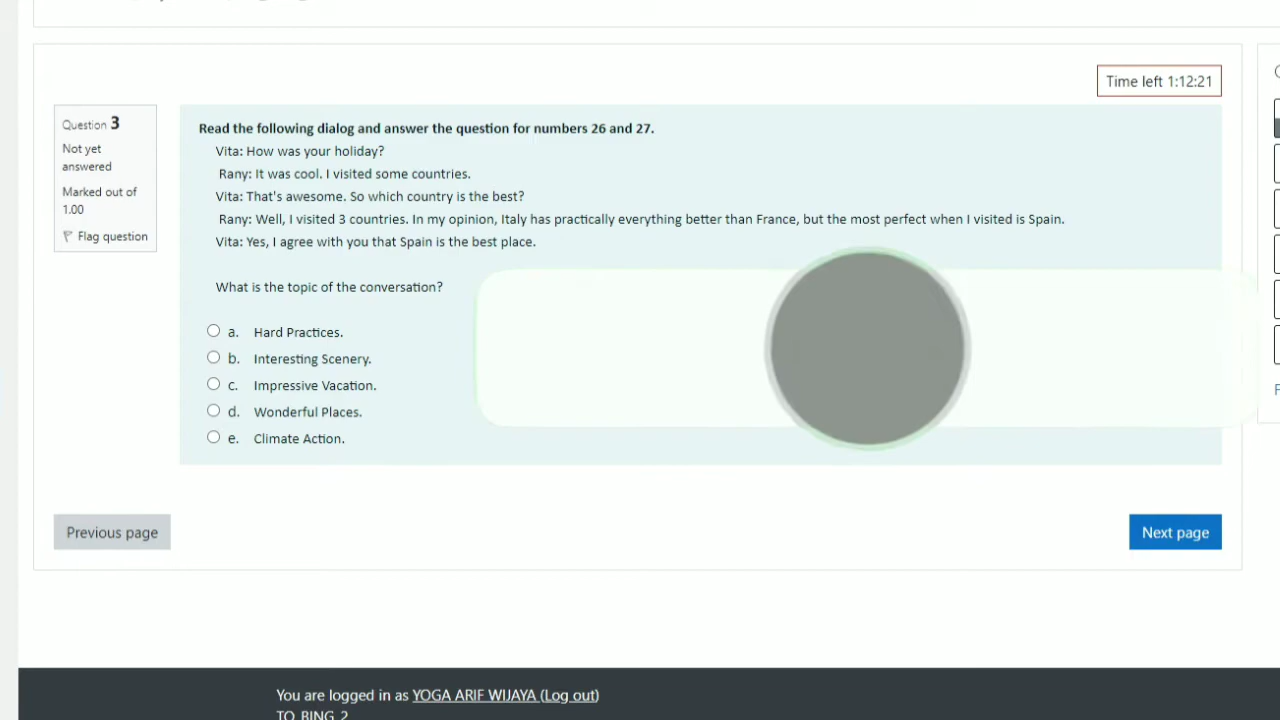 Time left 1:12:21
Question 3
Not yet
answered
Marked out of
1.00
Flag question
Read the following dialog and answer the question for numbers 26 and 27.
Vita: How was your holiday?
Rany: It was cool. I visited some countries.
Vita: That's awesome. So which country is the best?
Rany: Well, I visited 3 countries. In my opinion, Italy has practically everything better than France, but the most perfect when I visited is Spain.
Vita: Yes, I agree with you that Spain is the best place.
What is the topic of the conversation?
a. Hard Practices.
b. Interesting Scenery.
c. Impressive Vacation.
d. Wonderful Places.
e. Climate Action.
Previous page
Next page
You are logged in as YOGA ARIF WIJAYA (Log out)
TO_BING_2